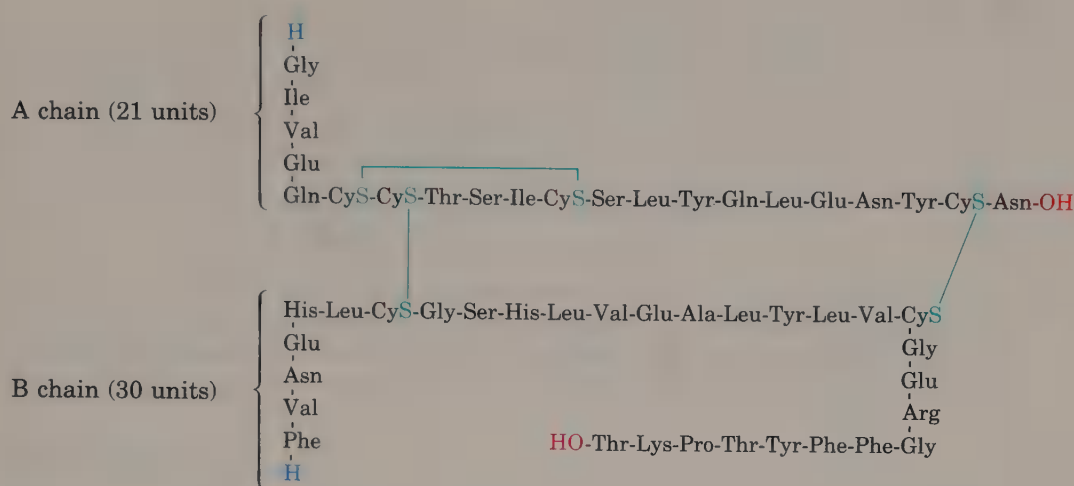 H
Gly
Ile
Val
Glu
A chain (21 units)
Gln-CyS-CyS-Thr-Ser-Ile-CyS-Ser-Leu-Tyr-Gln-Leu-Glu-Asn-Tyr-CyS-Asn-OH
His-Leu-CyS-Gly-Ser-His-Leu-Val-Glu-Ala-Leu-Tyr-Leu-Val-CyS
Glu
Asn
Val
Phe
H
B chain (30 units)
Gly
Glu
Arg
HO-Thr-Lys-Pro-Thr-Tyr-Phe-Phe-Gly